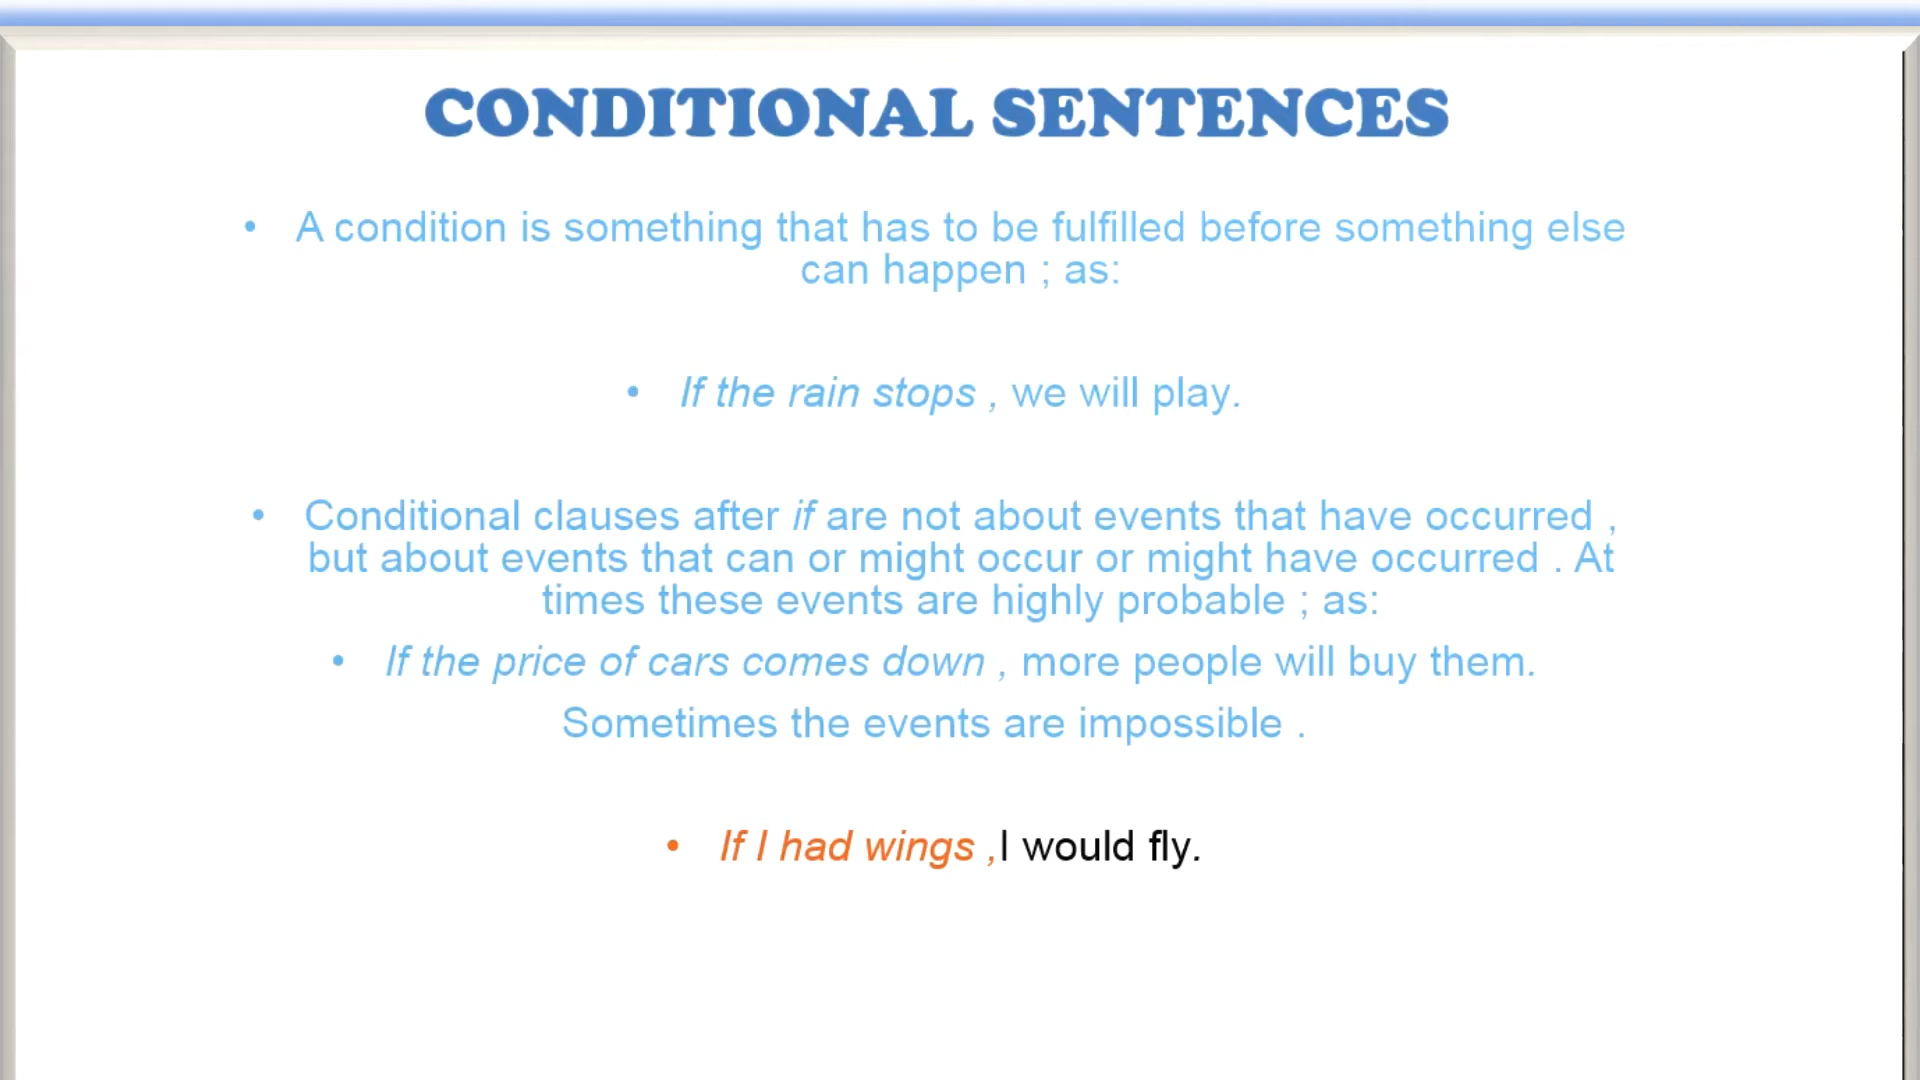 CONDITIONAL SENTENCES
• A condition is something that has to be fulfilled before something else
can happen ; as:
• If the rain stops , we will play.
• Conditional clauses after if are not about events that have occurred ,
but about events that can or might occur or might have occurred . At
times these events are highly probable ; as:
• If the price of cars comes down , more people will buy them.
Sometimes the events are impossible .
• If I had wings ,I would fly.